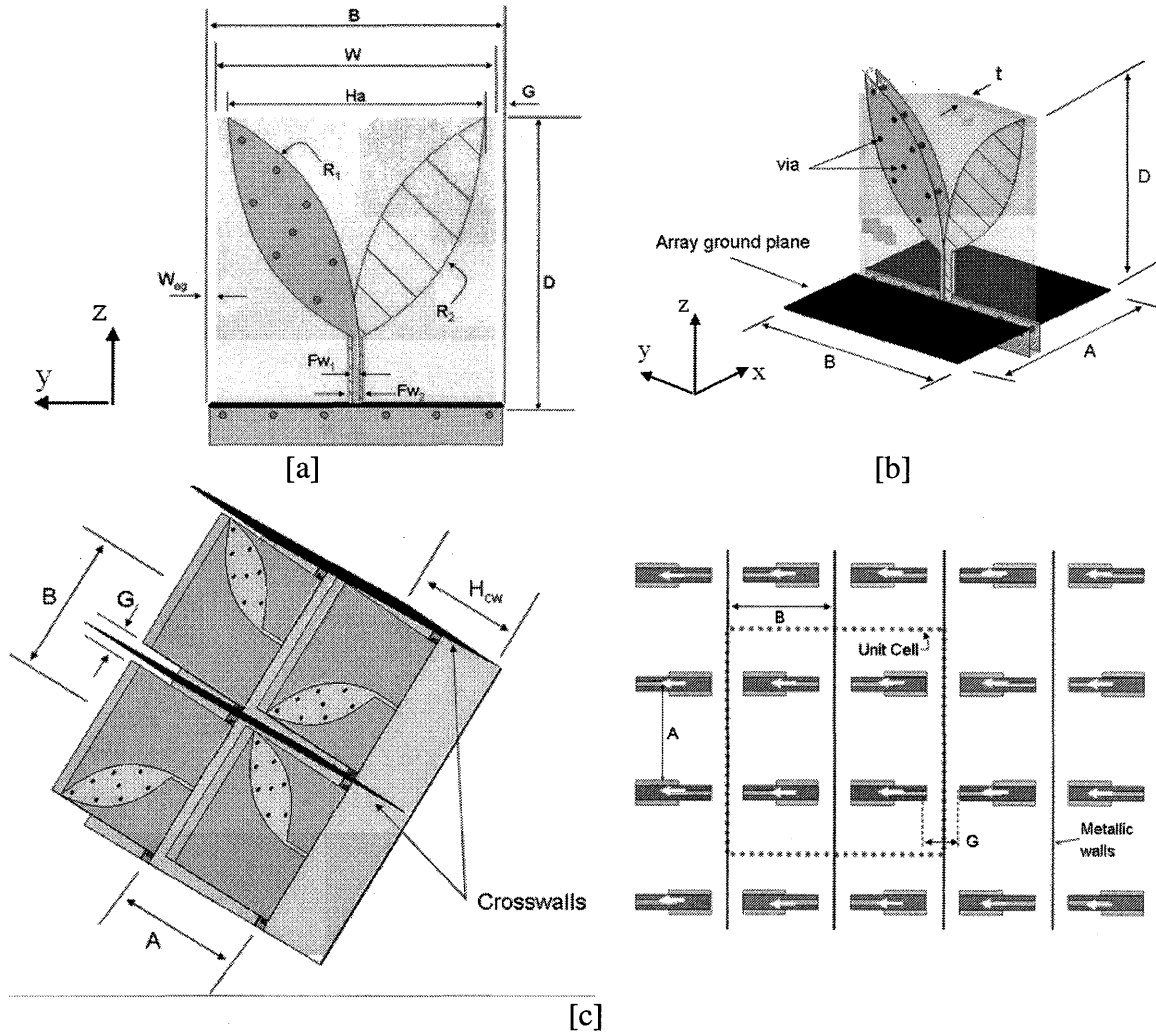 B
W
Ha
G
R1
R2
Weg
D
z
y
Fw1
Fw2
[a]
t
via
D
Array ground plane
z
y
x
B
A
[b]
B
G
Hcw
A
Crosswalls
B
Unit Cell
A
G
Metallic
walls
[c]